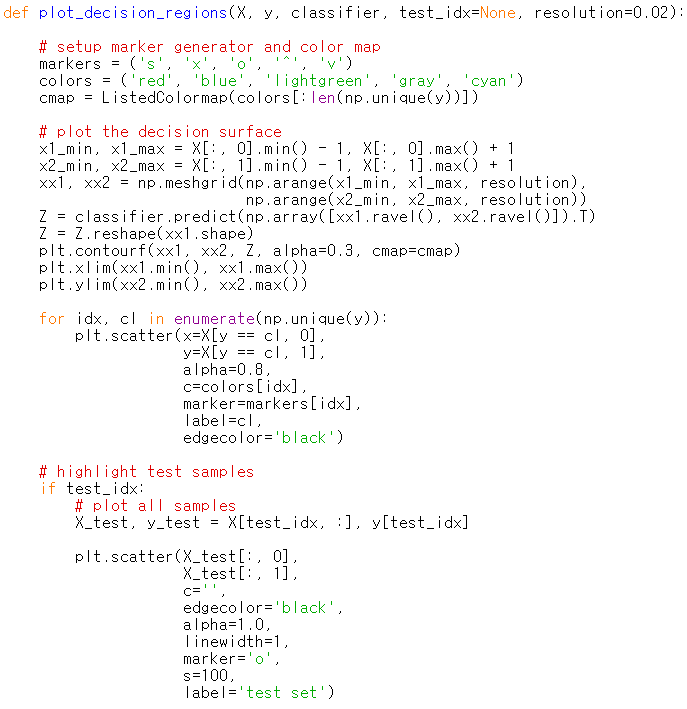 def plot_decision_regions(X, y, classifier, test_idx=None, resolution=0.02):
# setup marker generator and color map
markers = ('s', 'x', 'o', '^', 'v')
colors = ('red', 'blue', 'lightgreen', 'gray', 'cyan')
cmap = ListedColormap(colors[:len(np.unique(y))])
# plot the decision surface
x1_min, x1_max = X[:, 0].min() - 1, X[:, 0].max() + 1
x2_min, x2_max = X[:, 1].min() - 1, X[:, 1].max() + 1
xx1, xx2 = np.meshgrid(np.arange(x1_min, x1_max, resolution),
np.arange(x2_min, x2_max, resolution))
Z = classifier.predict(np.array([xx1.ravel(), xx2.ravel()]).T)
Z = Z.reshape(xx1.shape)
plt.contourf(xx1, xx2, Z, alpha=0.3, cmap=cmap)
plt.xlim(xx1.min(), xx1.max())
plt.ylim(xx2.min(), xx2.max())
for idx, cl in enumerate(np.unique(y)):
plt.scatter(x=X[y == cl, 0],
y=X[y == cl, 1],
alpha=0.8,
c=colors[idx],
marker=markers[idx],
label=cl,
edgecolor='black')
# highlight test samples
if test_idx:
# plot all samples
X_test, y_test = X[test_idx, :], y[test_idx]
plt.scatter(X_test[:, 0],
X_test[:, 1],
c='',
edgecolor='black',
alpha=1.0,
linewidth=1,
marker='o',
s=100,
label='test set')